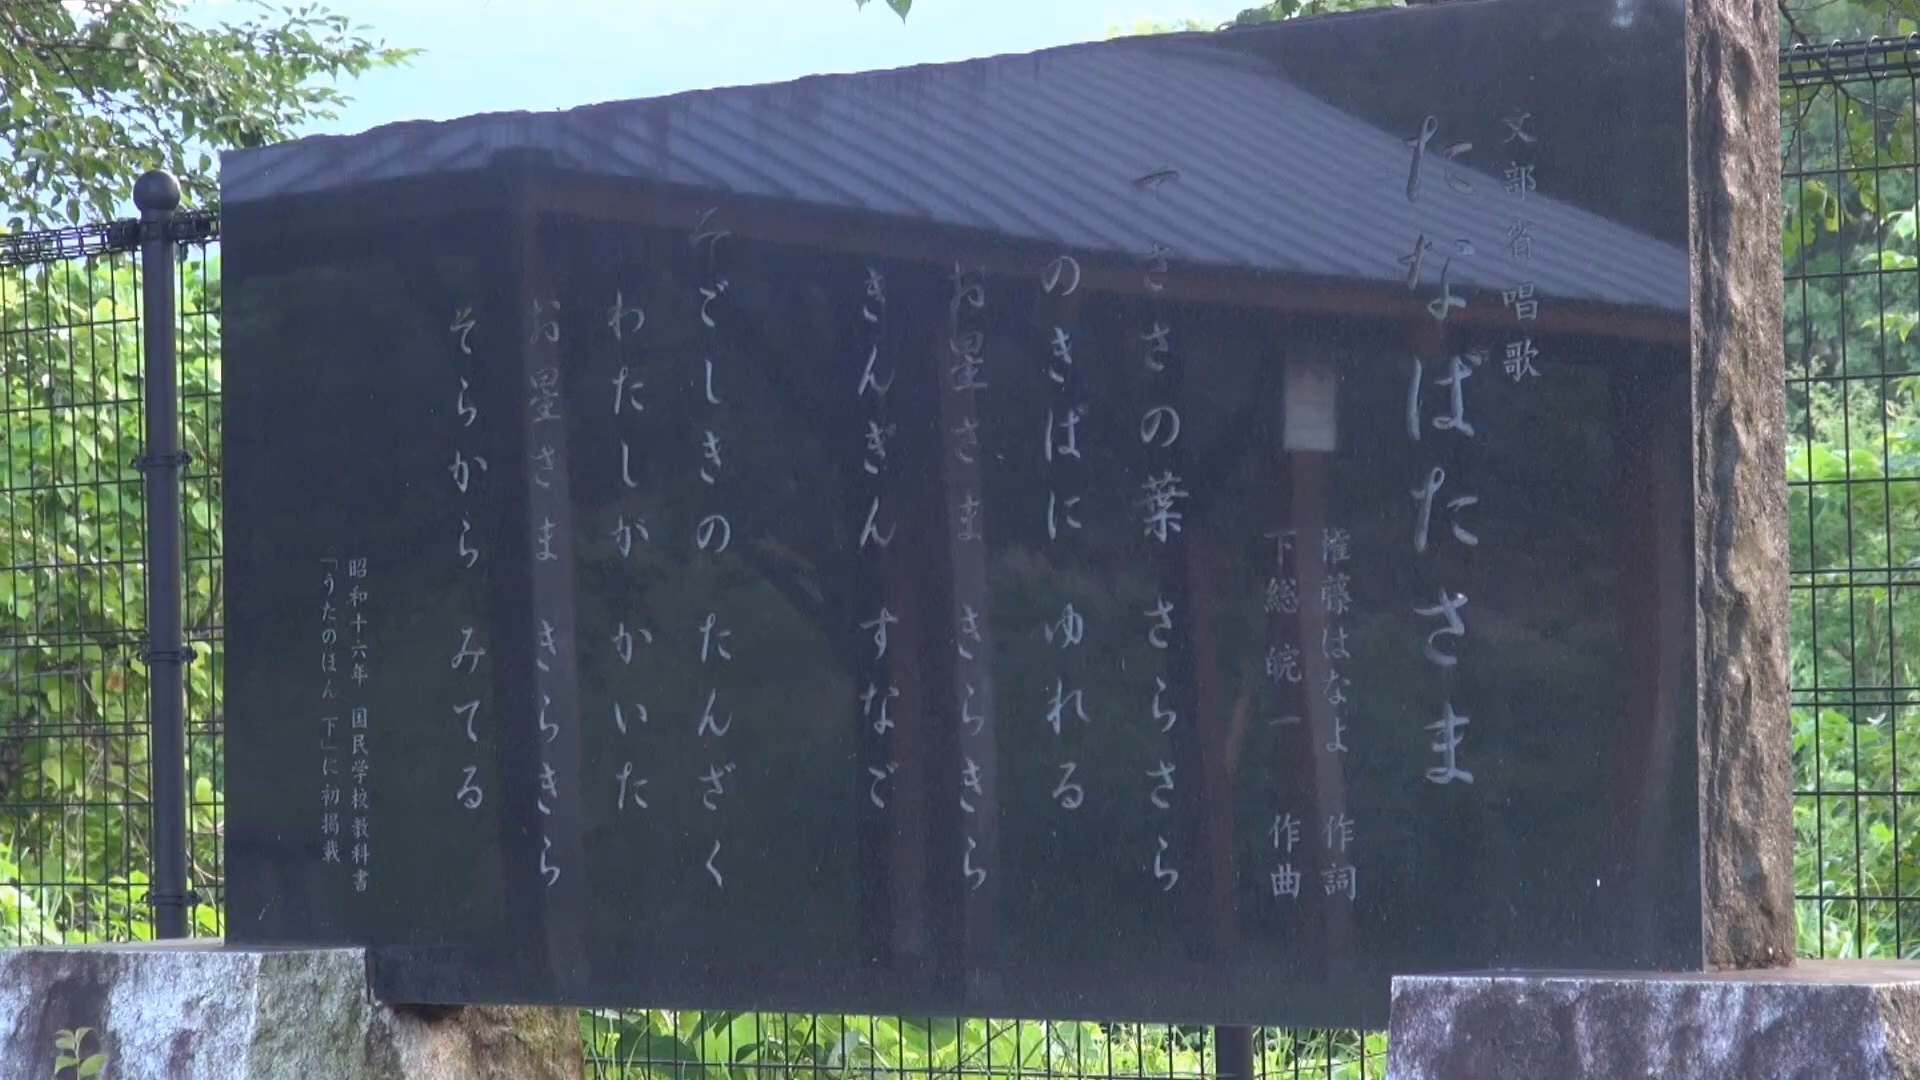 文部省唱歌
たなばたさま
権藤はなよ 作詞
下総皖一 作曲
一 ささの葉 さらさら
のきばに ゆれる
お星さま きらきら
きんぎん すなご
ごしきの たんざく
わたしが かいた
お星さま きらきら
そらから みてる
昭和十六年 国民学校教科書
「うたのほん 下」に初掲載